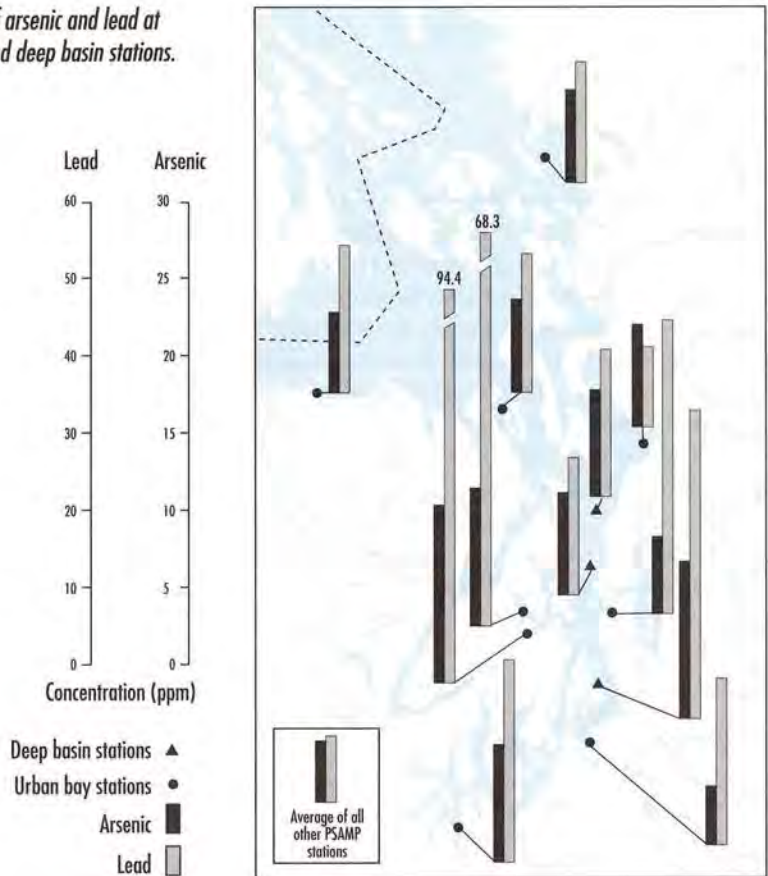 arsenic and lead at
deep basin stations.
Lead Arsenic
60 30
50 25
40 20
30 15
20 10
10 5
0 0
Concentration (ppm)
Deep basin stations
Urban bay stations
Arsenic
Lead
68.3
94.4
Average of all
other PSAMP
stations